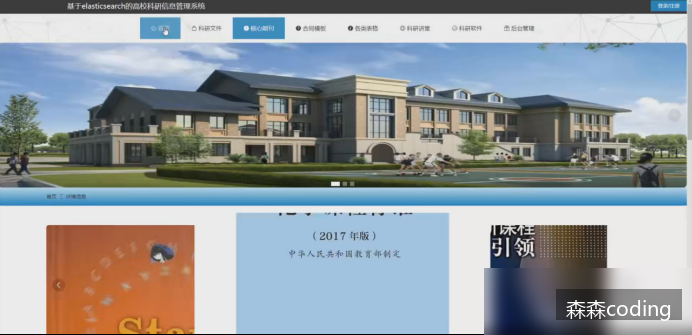 基于elasticsearch的高校科研信息管理系统
登录/注册
首页
科研文件
核心期刊
合同模板
各类表格
科研讲堂
科研软件
后台管理
首页
详情信息
(2017年版)
中华人民共和国教育部制定
课程
引领
森森coding